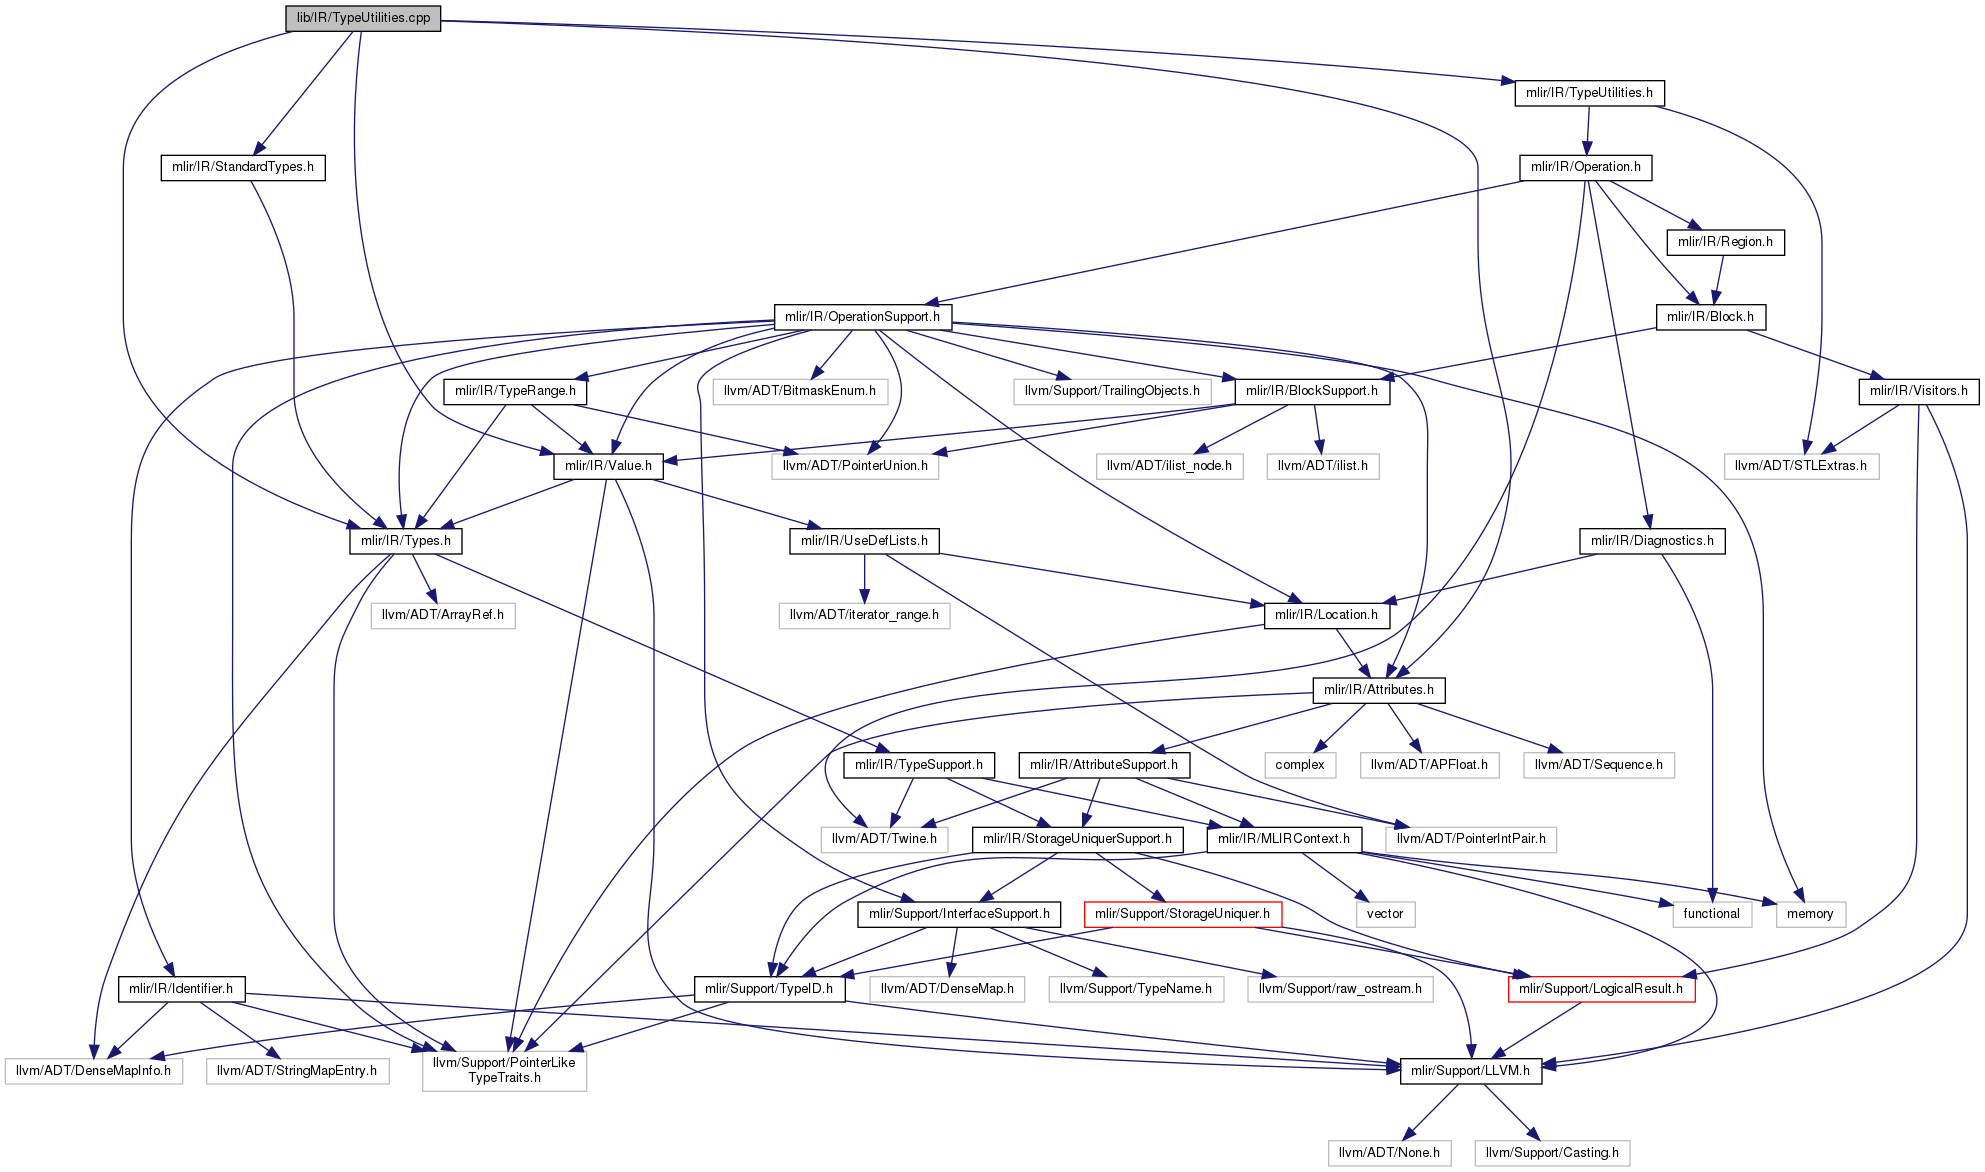 lib/IR/TypeUtilities.cpp
mlir/IR/TypeUtilities.h
mlir/IR/StandardTypes.h
mlir/IR/Operation.h
mlir/IR/Region.h
mlir/IR/OperationSupport.h
mlir/IR/Block.h
mlir/IR/TypeRange.h
llvm/ADT/BitmaskEnum.h
llvm/Support/TrailingObjects.h
mlir/IR/BlockSupport.h
mlir/IR/Visitors.h
mlir/IR/Value.h
llvm/ADT/PointerUnion.h
llvm/ADT/ilist_node.h
llvm/ADT/ilist.h
llvm/ADT/STLExtras.h
mlir/IR/Types.h
mlir/IR/UseDefLists.h
mlir/IR/Diagnostics.h
llvm/ADT/ArrayRef.h
llvm/ADT/iterator_range.h
mlir/IR/Location.h
mlir/IR/Attributes.h
mlir/IR/TypeSupport.h
mlir/IR/AttributeSupport.h
complex
llvm/ADT/APFloat.h
llvm/ADT/Sequence.h
llvm/ADT/Twine.h
mlir/IR/StorageUniquerSupport.h
mlir/IR/MLIRContext.h
llvm/ADT/PointerIntPair.h
mlir/Support/InterfaceSupport.h
mlir/Support/StorageUniquer.h
vector
functional
memory
mlir/IR/Identifier.h
mlir/Support/TypeID.h
llvm/ADT/DenseMap.h
llvm/Support/TypeName.h
llvm/Support/raw_ostream.h
mlir/Support/LogicalResult.h
llvm/ADT/DenseMapInfo.h
llvm/ADT/StringMapEntry.h
llvm/Support/PointerLike
TypeTraits.h
mlir/Support/LLVM.h
llvm/ADT/None.h
llvm/Support/Casting.h